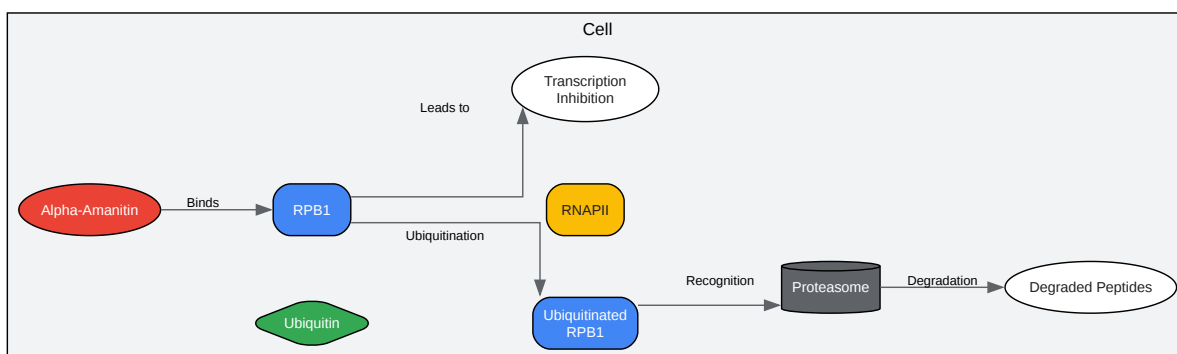 Cell
Transcription
Inhibition
Leads to
Alpha-Amanitin
Binds
RPB1
RNAPII
Ubiquitination
Recognition
Proteasome
Degradation
Degraded Peptides
Ubiquitin
Ubiquitinated
RPB1